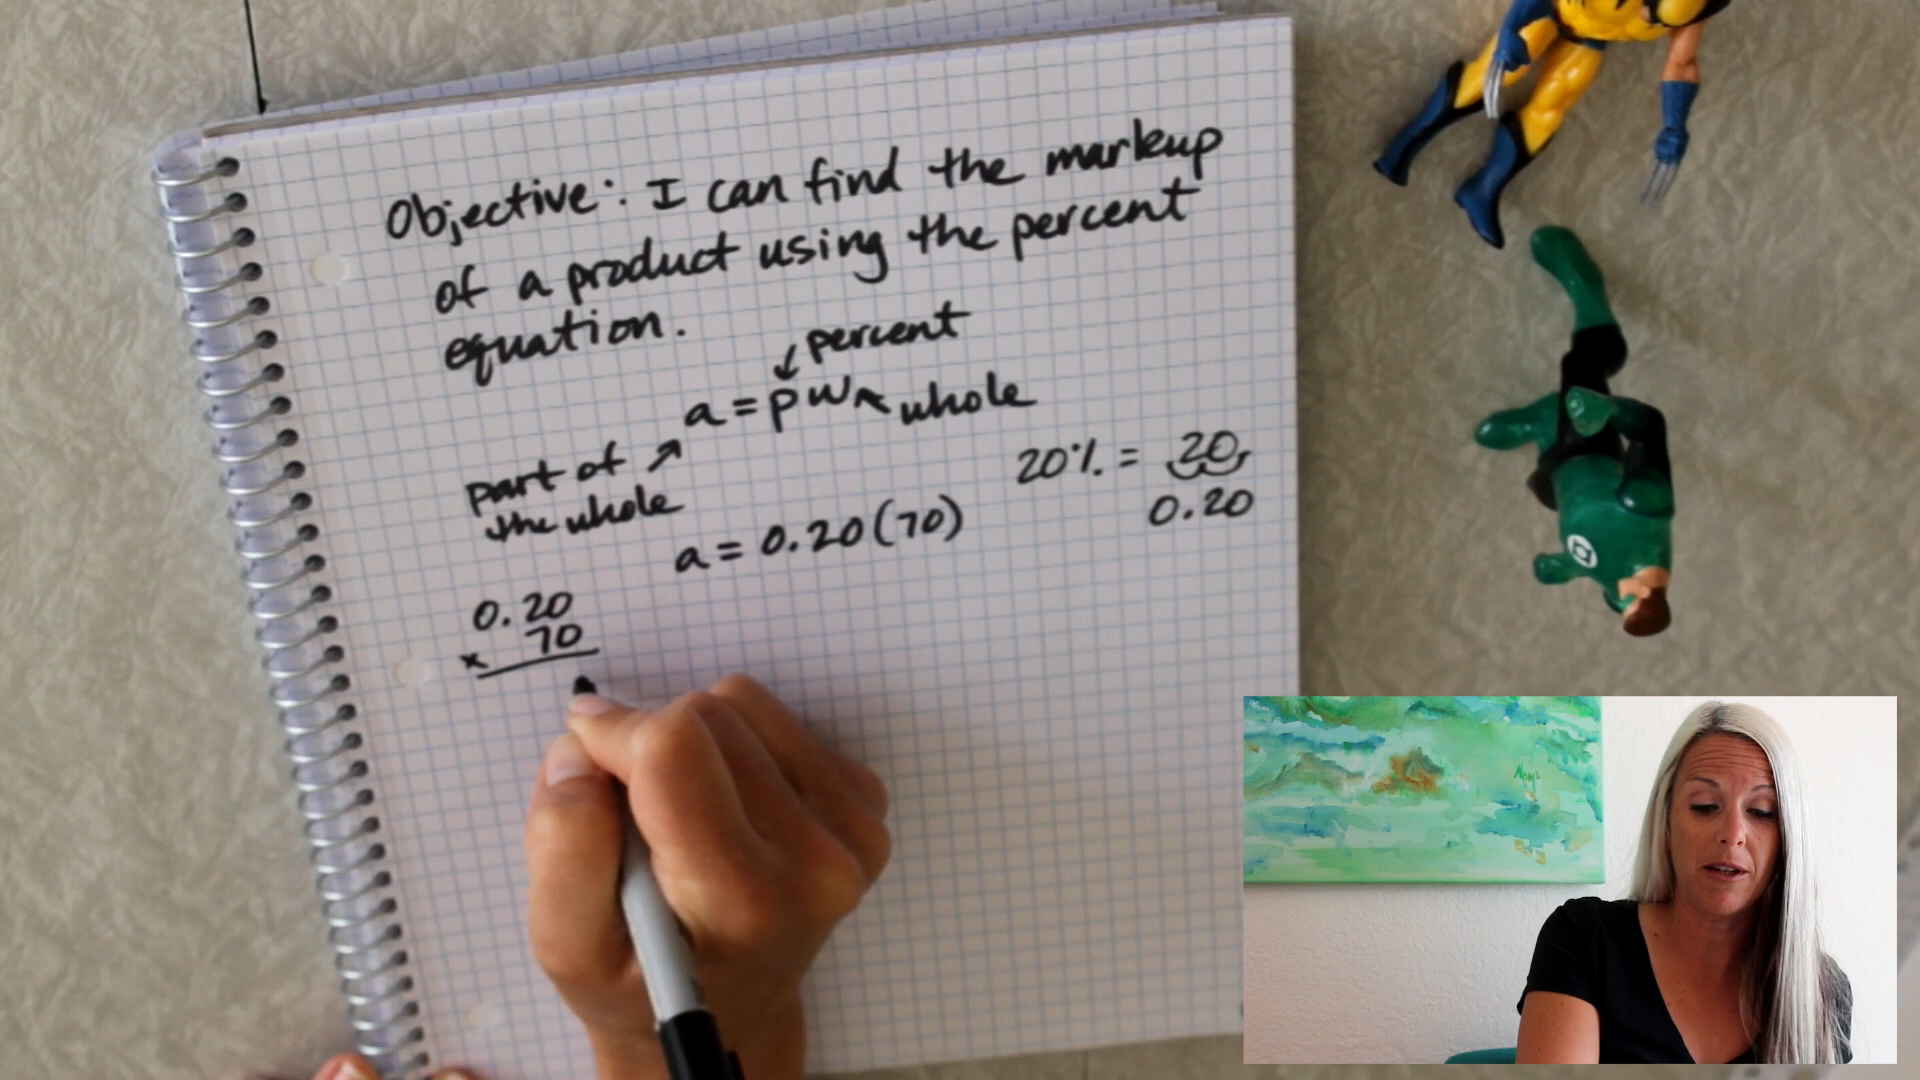 Objective: I can find the markup
of a product using the percent
equation.
percent
a = pw
whole
part of
the whole
20% = 20.
0.20
a = 0.20(70)
0.20
x 70